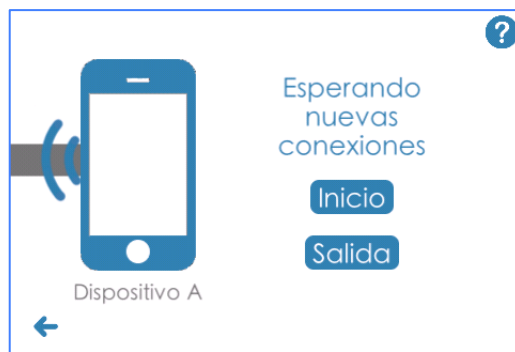 ?
Esperando
nuevas
conexiones
Inicio
Salida
Dispositivo A